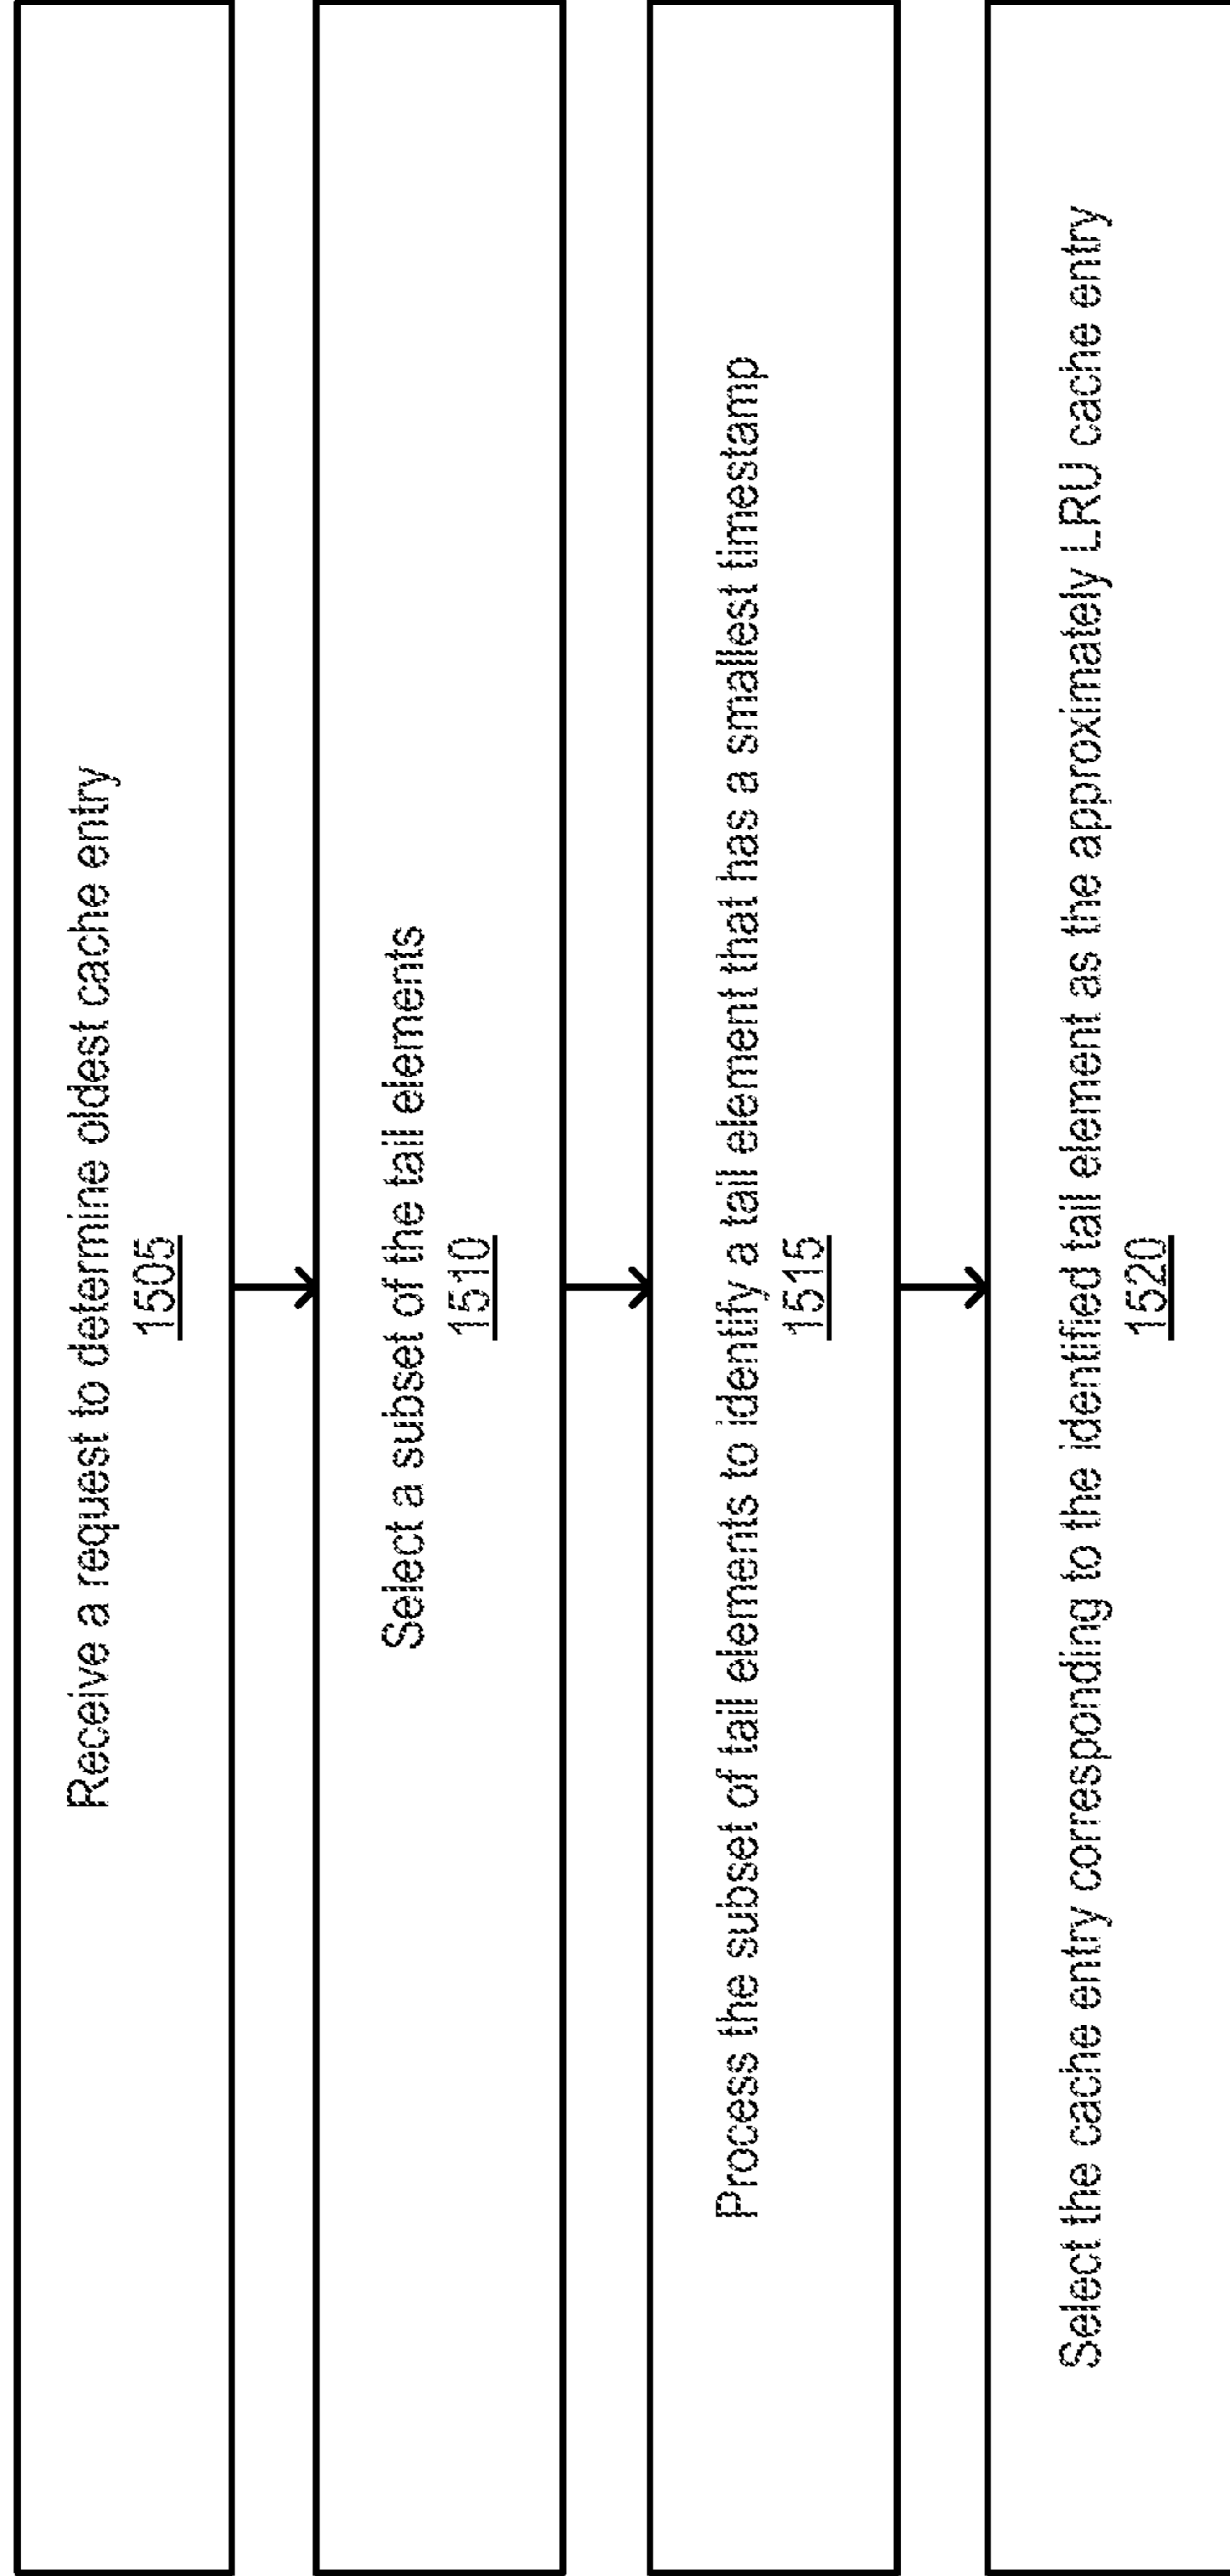 Receive a request to determine oldest cache entry
1505
Select a subset of the tail elements
1510
Process the subset of tail elements to identify a tail element that has a smallest timestamp
1515
Select the cache entry corresponding to the identified tail element as the approximately LRU cache entry
1520